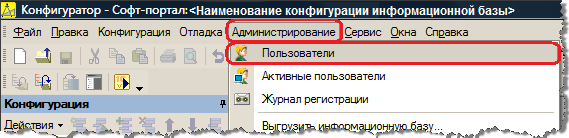 Конфигуратор - Софт-портал:<Наименование конфигурации информационной базы>
Файл Правка Конфигурация Отладка Администрирование Сервис Окна Справка
Пользователи
Активные пользователи
Конфигурация
Журнал регистрации
Действия
Выгрузить информационную базу...